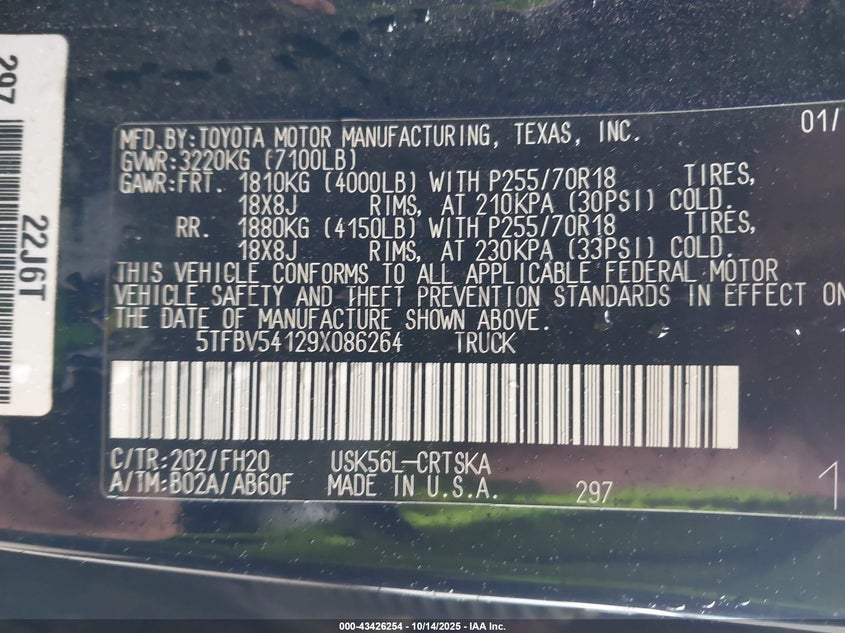 297
22J6T
MFD.BY:TOYOTA MOTOR MANUFACTURING, TEXAS, INC. 01/
GVWR:3220KG (7100LB)
GAWR:FRT. 1810KG (4000LB) WITH P255/70R18 TIRES,
18X8J RIMS, AT 210KPA (30PSI) COLD.
RR. 1880KG (4150LB) WITH P255/70R18 TIRES,
18X8J RIMS, AT 230KPA (33PSI) COLD.
THIS VEHICLE CONFORMS TO ALL APPLICABLE FEDERAL MOTOR
VEHICLE SAFETY AND THEFT PREVENTION STANDARDS IN EFFECT ON
THE DATE OF MANUFACTURE SHOWN ABOVE.
5TFBV54129X086264 TRUCK
C/TR:202/FH20 USK56L-CRTSKA
A/TM:B02A/AB60F MADE IN U.S.A. 297 1
000-43426254 - 10/14/2025 - IAA Inc.